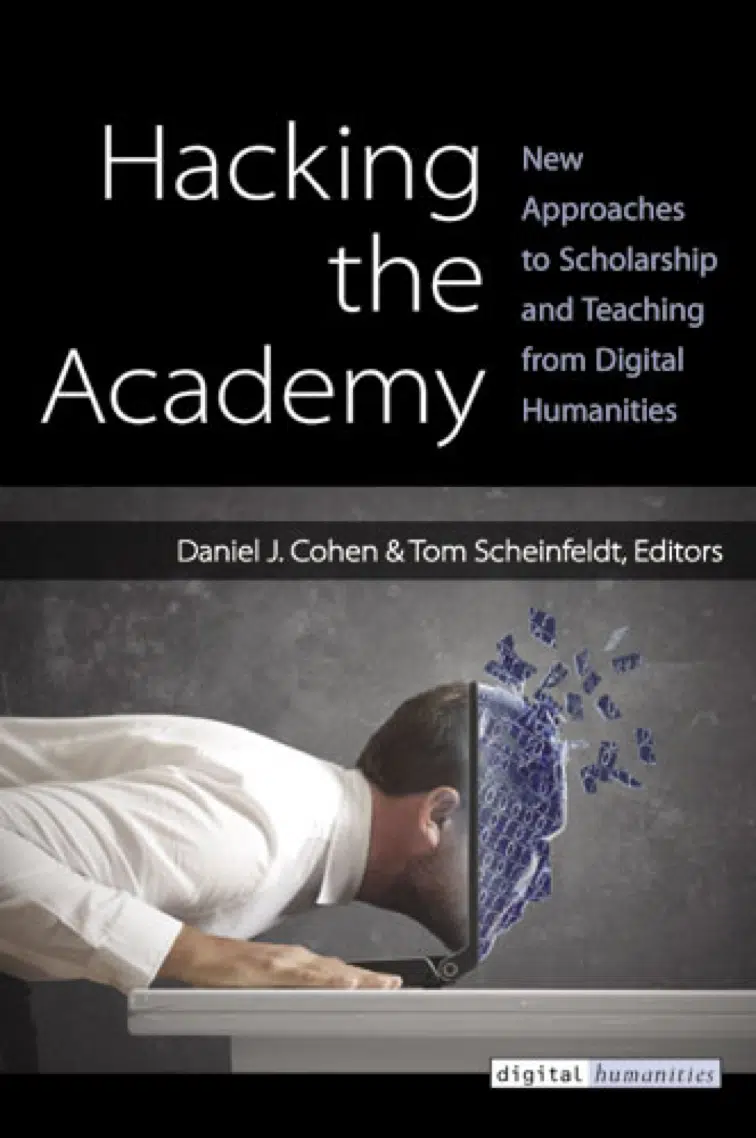 Hacking
the
Academy
New
Approaches
to Scholarship
and Teaching
from Digital
Humanities
Daniel J. Cohen & Tom Scheinfeldt, Editors
digital humanities